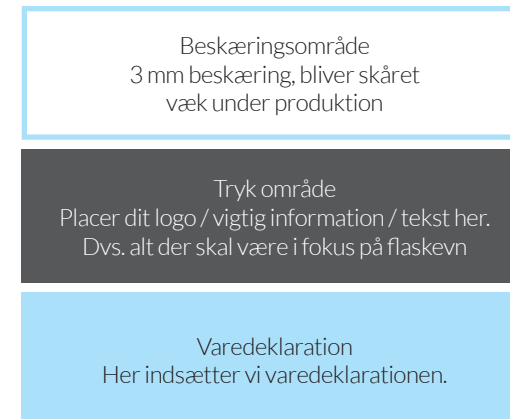 Beskæringsområde
3 mm beskæring, bliver skåret
væk under produktion
Tryk område
Placer dit logo / vigtig information / tekst her.
Dvs. alt der skal være i fokus på flaskevn
Varedeklaration
Her indsætter vi varedeklarationen.